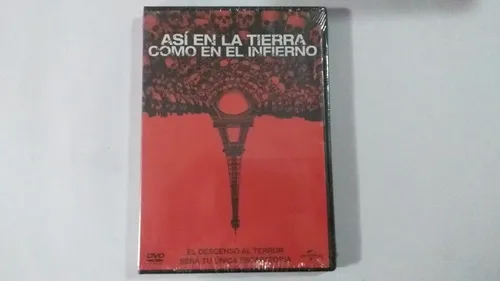 ASÍ EN LA TIERRA
COMO EN EL INFIERNO
EL DESCENSO AL TERROR
SERÁ TU ÚNICA
DVD